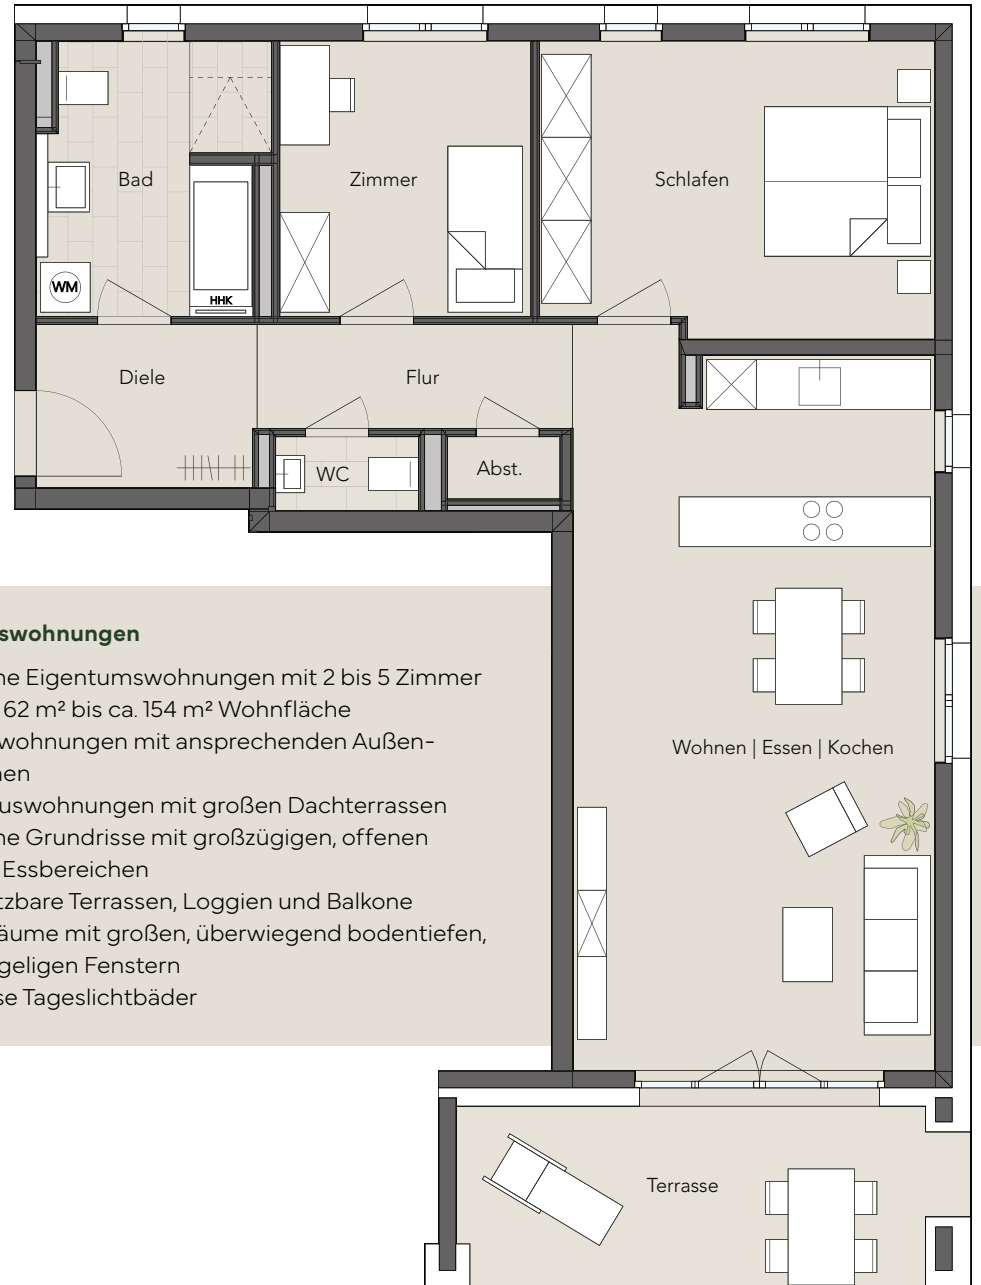 Bad
Zimmer
Schlafen
WM
HHK
Diele
Flur
WC
Abst.
swohnungen
ne Eigentumswohnungen mit 2 bis 5 Zimmer
62 m² bis ca. 154 m² Wohnfläche
wohnungen mit ansprechenden Außen-
hen
uswohnungen mit großen Dachterrassen
ne Grundrisse mit großzügigen, offenen
Essbereichen
tzbare Terrassen, Loggien und Balkone
äume mit großen, überwiegend bodentiefen,
geligen Fenstern
se Tageslichtbäder
Wohnen | Essen | Kochen
Terrasse